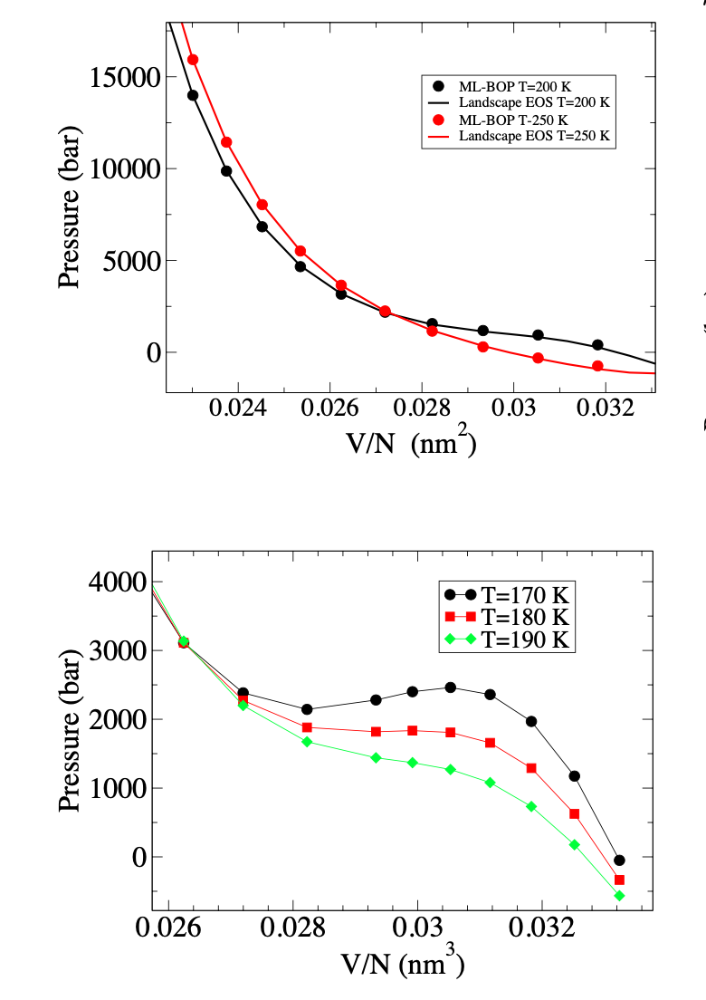 15000
10000
5000
0
Pressure (bar)
ML-BOP T=200 K
Landscape EOS T=200 K
ML-BOP T-250 K
Landscape EOS T=250 K
0.024 0.026 0.028 0.03 0.032
V/N (nm²)
4000
3000
2000
1000
0
Pressure (bar)
T=170 K
T=180 K
T=190 K
0.026 0.028 0.03 0.032
V/N (nm³)